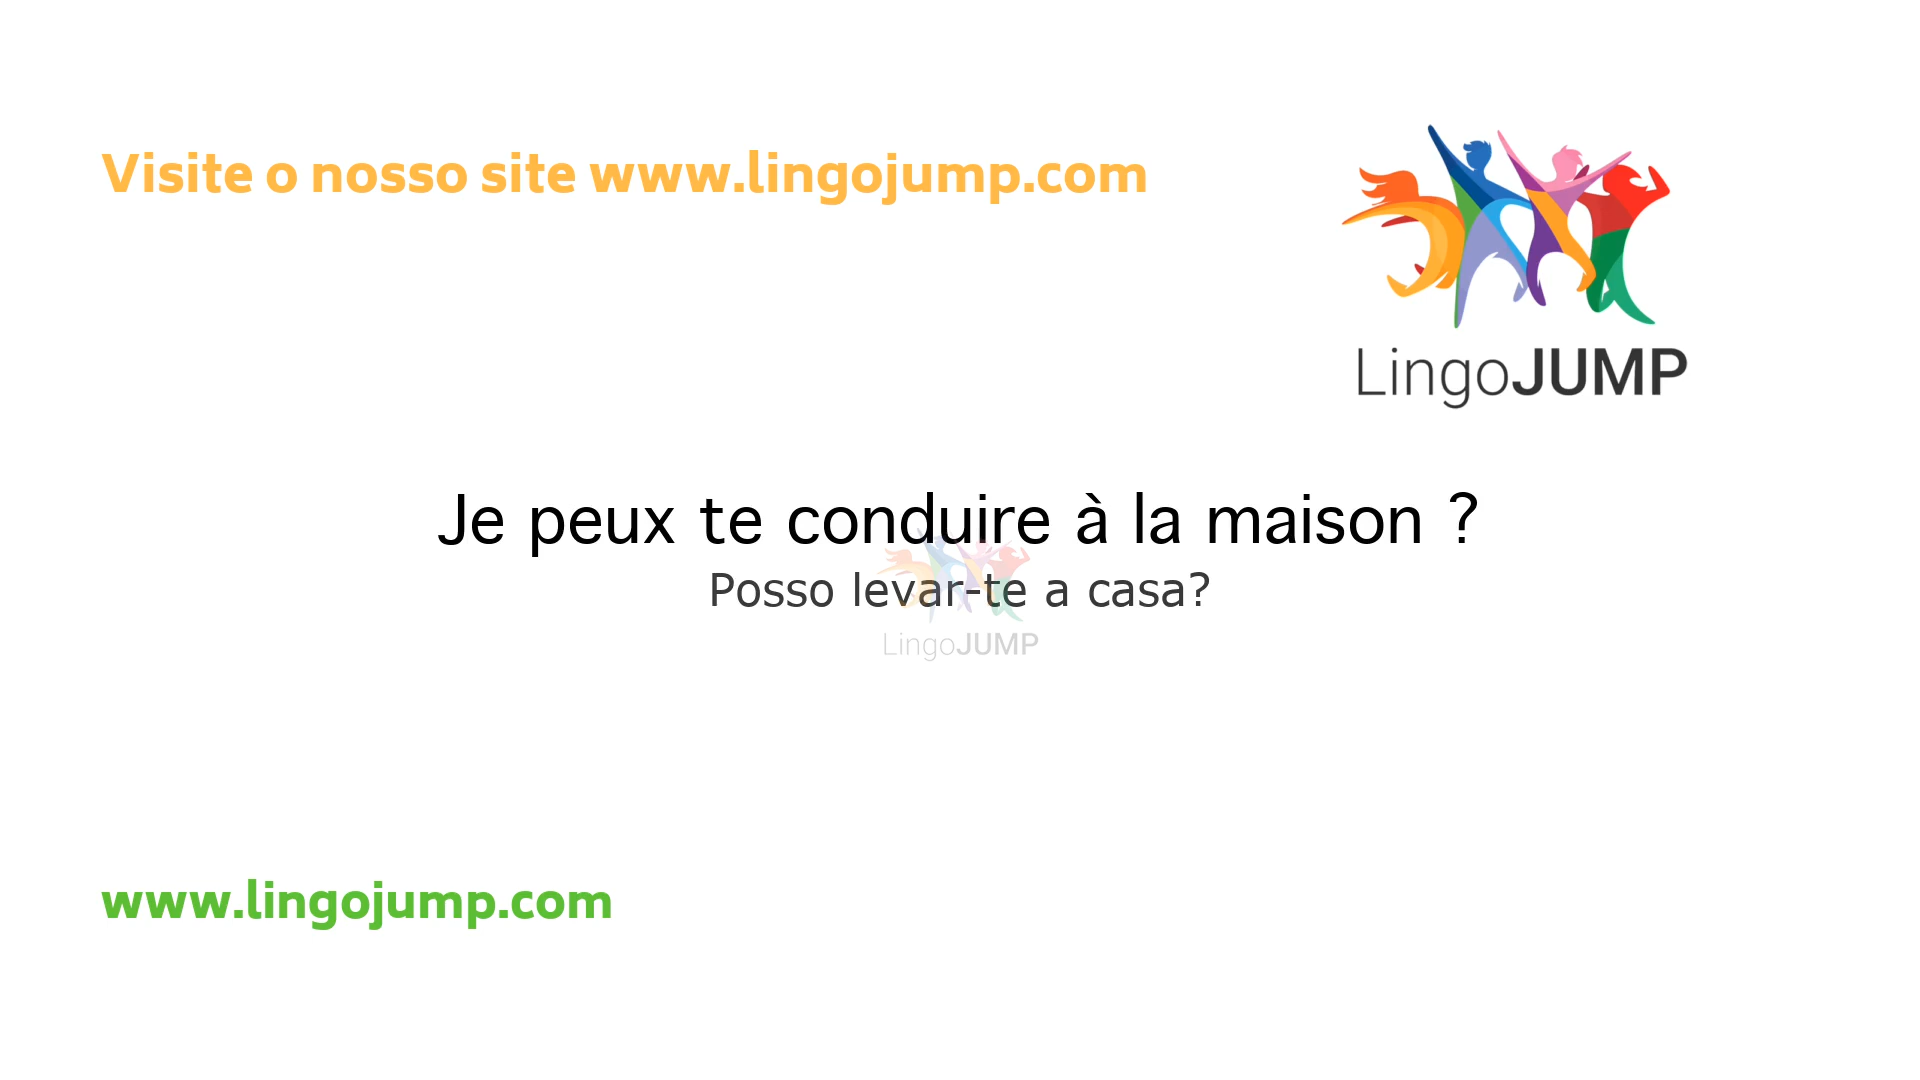 Visite o nosso site www.lingojump.com
LingoJUMP
Je peux te conduire à la maison ?
Posso levar-te a casa?
LingoJUMP
www.lingojump.com